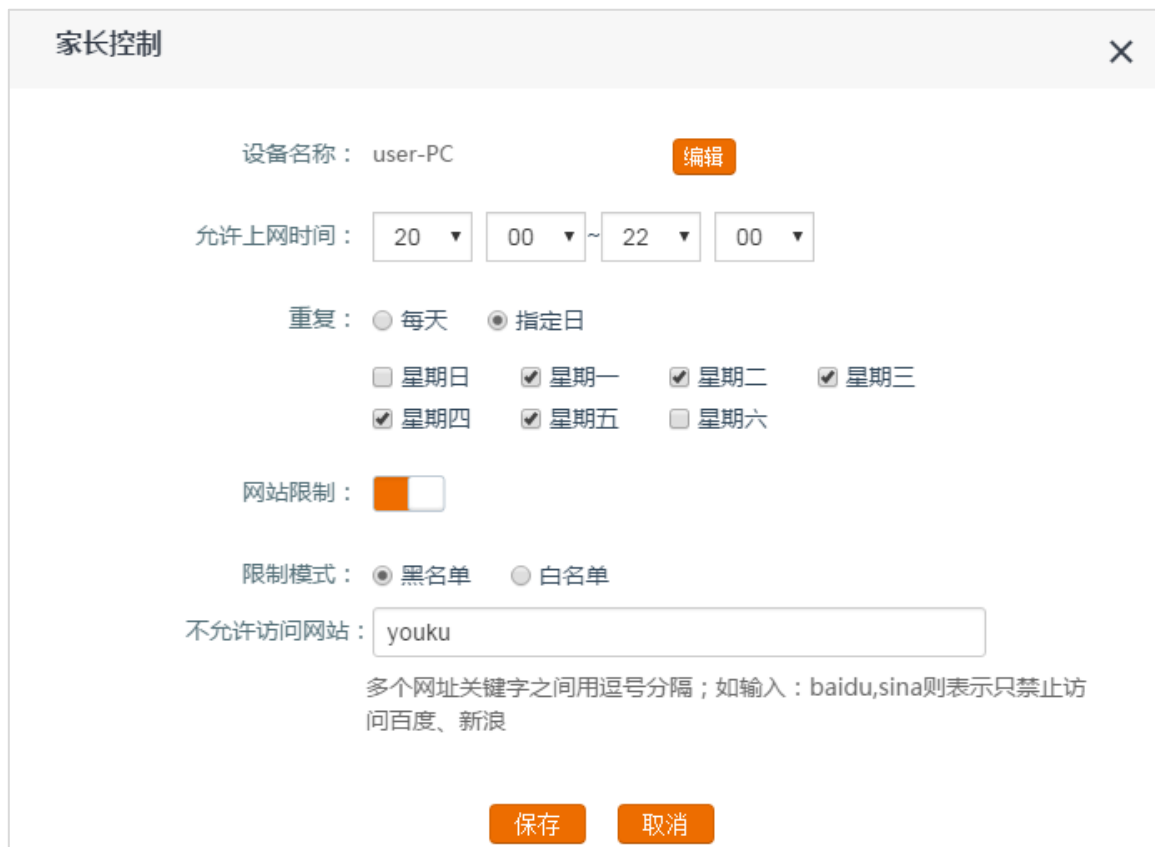 家长控制
设备名称： user-PC 编辑
允许上网时间： 20 00 ~ 22 00
重复： 每天 指定日
星期日 星期一 星期二 星期三
星期四 星期五 星期六
网站限制：
限制模式： 黑名单 白名单
不允许访问网站： youku
多个网址关键字之间用逗号分隔；如输入：baidu,sina则表示只禁止访
问百度、新浪
保存 取消